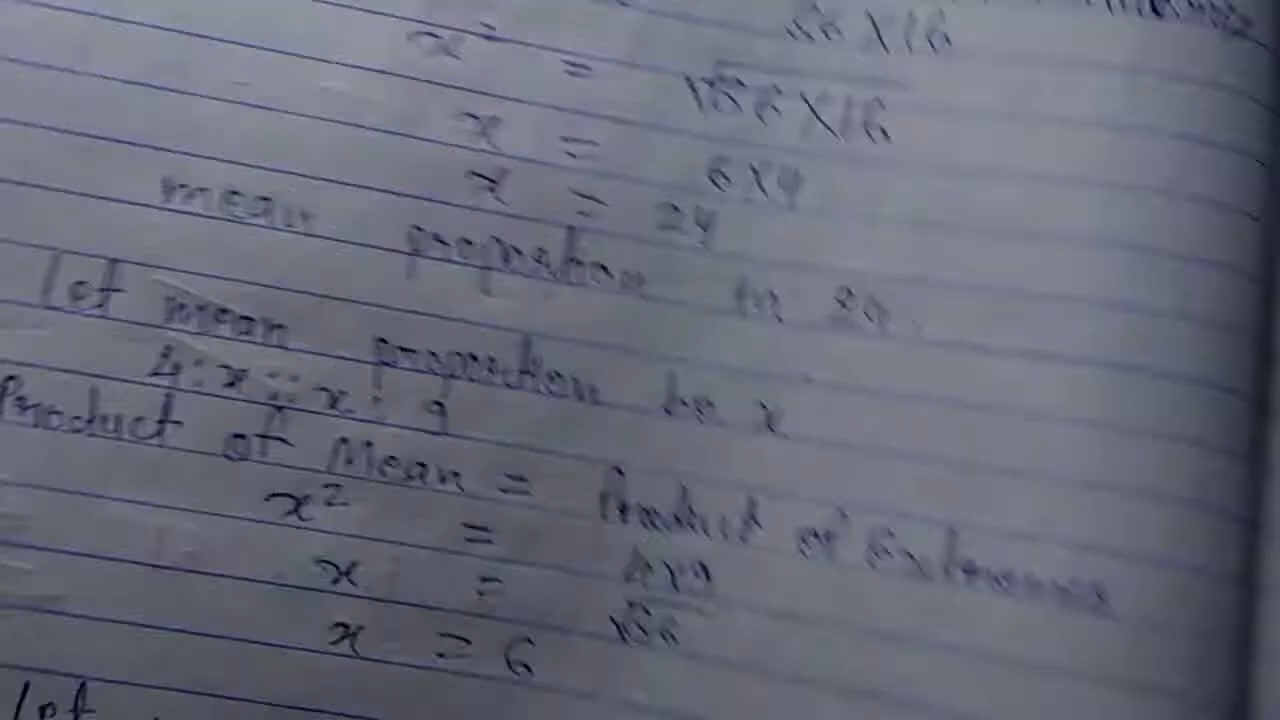 36 X 16
x² = √36 X 16
x = 6 X 4
x = 24
mean proportion is 24.
Let mean proportion be x
4 : x :: x : 9
Product of Mean = Product of Extremes
x² = 4 x 9
x = √36
x = 6
Let